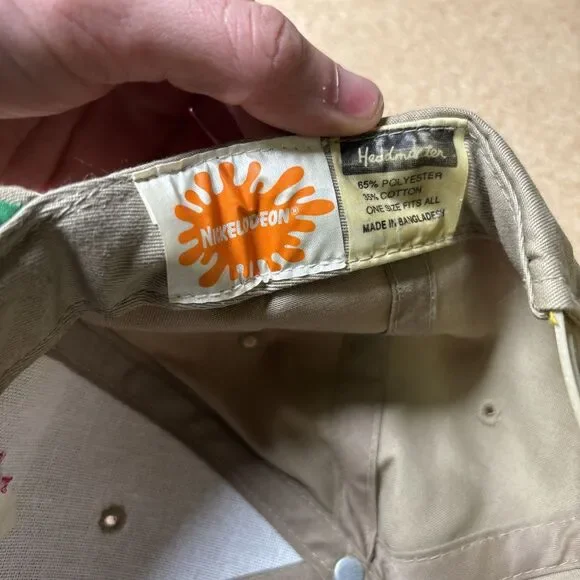 NICKELODEON®
Headmaster
65% POLYESTER
35% COTTON
ONE SIZE FITS ALL
MADE IN BANGLADESH